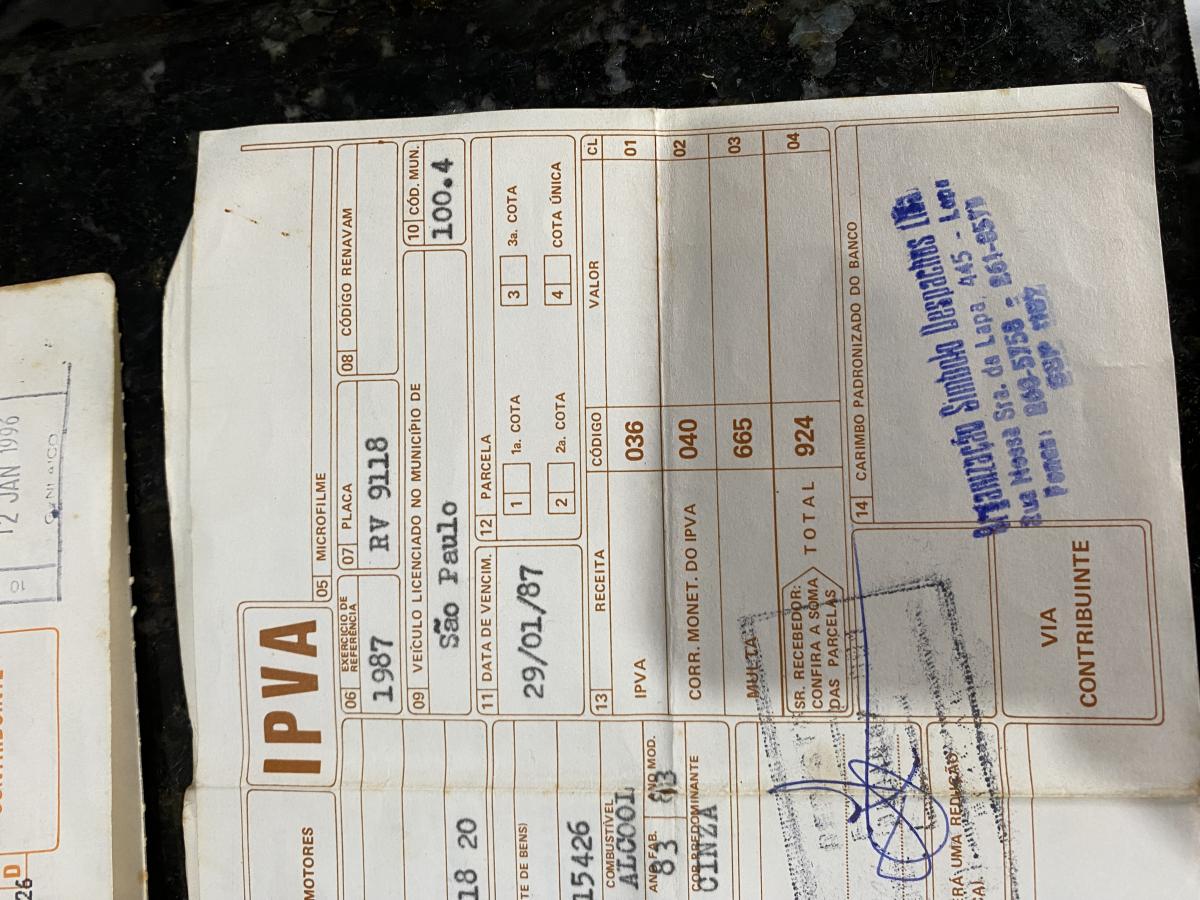 12 JAN 1996
D
26
MOTORES
18 20
TE DE BENS)
15426
COMBUSTÍVEL
ALCOOL
ANO FAB.
ANO MOD.
83
83
COR PREDOMINANTE
CINZA
ERÁ UMA REDUÇÃO
CA).
IPVA
05 MICROFILME
06 EXERCÍCIO DE REFERÊNCIA
1987
07 PLACA
RV 9118
08 CÓDIGO RENAVAM
09 VEÍCULO LICENCIADO NO MUNICÍPIO DE
São Paulo
10 CÓD. MUN.
100.4
11 DATA DE VENCIM.
29/01/87
12 PARCELA
1 1a. COTA
3 3a. COTA
2 2a. COTA
4 COTA ÚNICA
13 RECEITA CÓDIGO VALOR CL
IPVA 036 01
CORR. MONET. DO IPVA 040 02
MULTA 665 03
SR. RECEBEDOR:
CONFIRA A SOMA
DAS PARCELAS
TOTAL 924 04
14 CARIMBO PADRONIZADO DO BANCO
Organização Simbolo Despachos Ltda.
Rua Nossa Sra. da Lapa, 445 - Lapa
VIA
CONTRIBUINTE